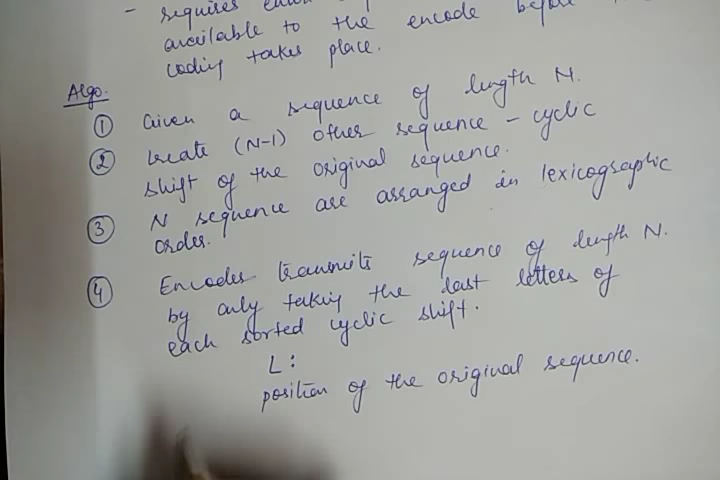 - requires
available to the encode before
coding takes place.
Algo.
① Given a sequence of length N.
② create (N-1) other sequence - cyclic
shift of the original sequence.
③ N sequence are arranged in lexicographic
order.
④ Encoder transmits sequence of length N.
by only taking the last letters of
each sorted cyclic shift.
L:
position of the original sequence.